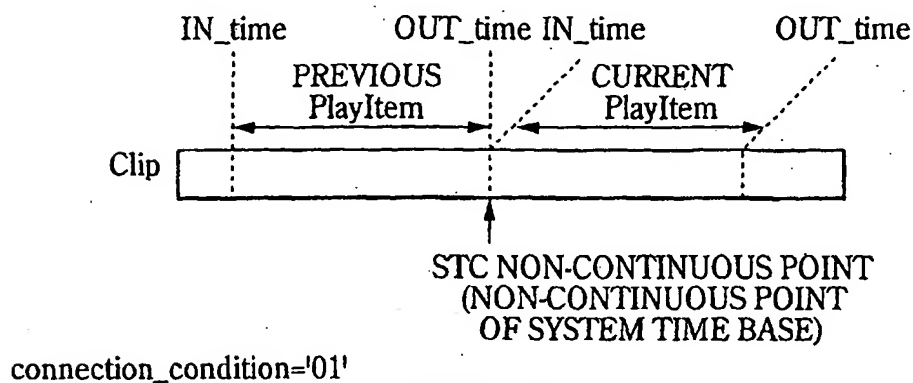 IN_time OUT_time IN_time OUT_time
PREVIOUS PlayItem
CURRENT PlayItem
Clip
STC NON-CONTINUOUS POINT
(NON-CONTINUOUS POINT
OF SYSTEM TIME BASE)
connection_condition='01'